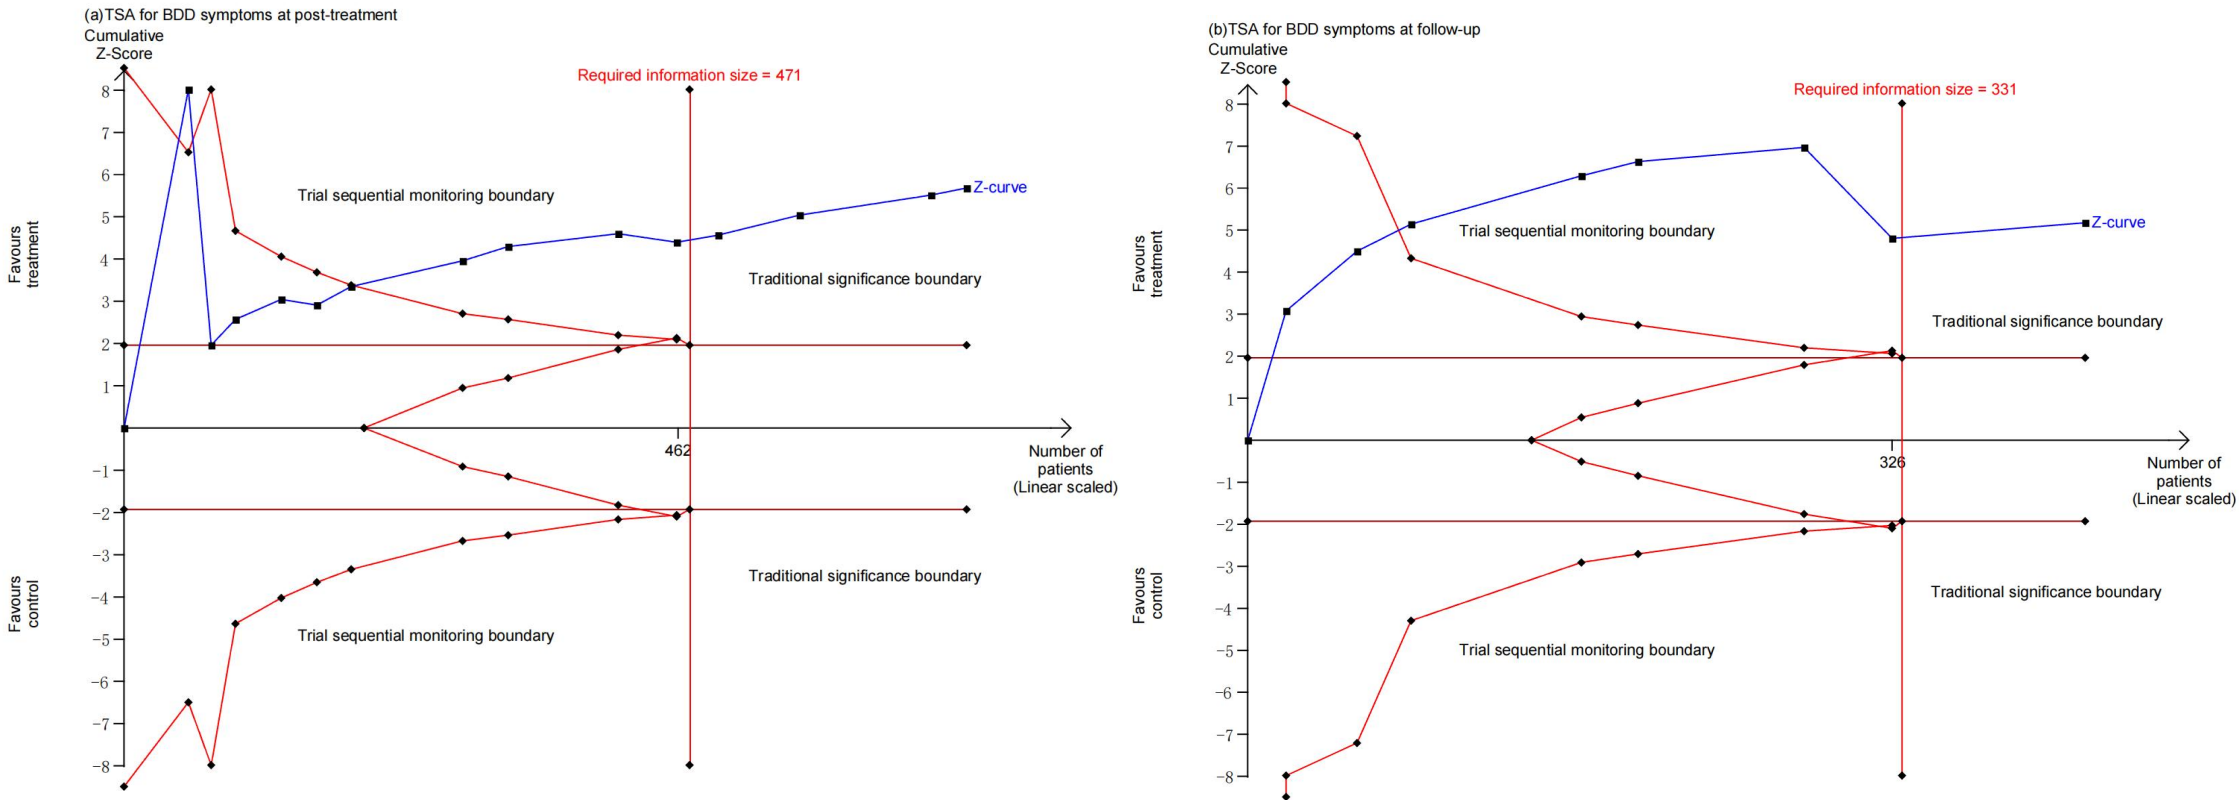 (a)TSA for BDD symptoms at post-treatment
Cumulative
Z-Score
Required information size = 471
8
7
6
5
4
3
2
1
−1
−2
−3
−4
−5
−6
−7
−8
Favours
treatment
Favours
control
Trial sequential monitoring boundary
Z-curve
Traditional significance boundary
462
Number of
patients
(Linear scaled)
Traditional significance boundary
Trial sequential monitoring boundary
(b)TSA for BDD symptoms at follow-up
Cumulative
Z-Score
Required information size = 331
8
7
6
5
4
3
2
1
−1
−2
−3
−4
−5
−6
−7
−8
Favours
treatment
Favours
control
Z-curve
Trial sequential monitoring boundary
Traditional significance boundary
326
Number of
patients
(Linear scaled)
Traditional significance boundary
Trial sequential monitoring boundary